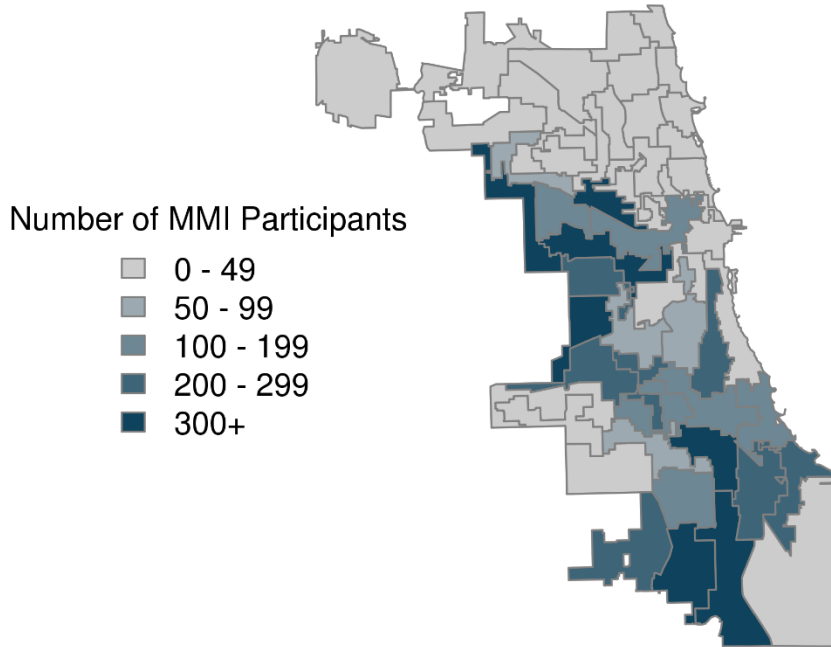 Number of MMI Participants
0 - 49
50 - 99
100 - 199
200 - 299
300+